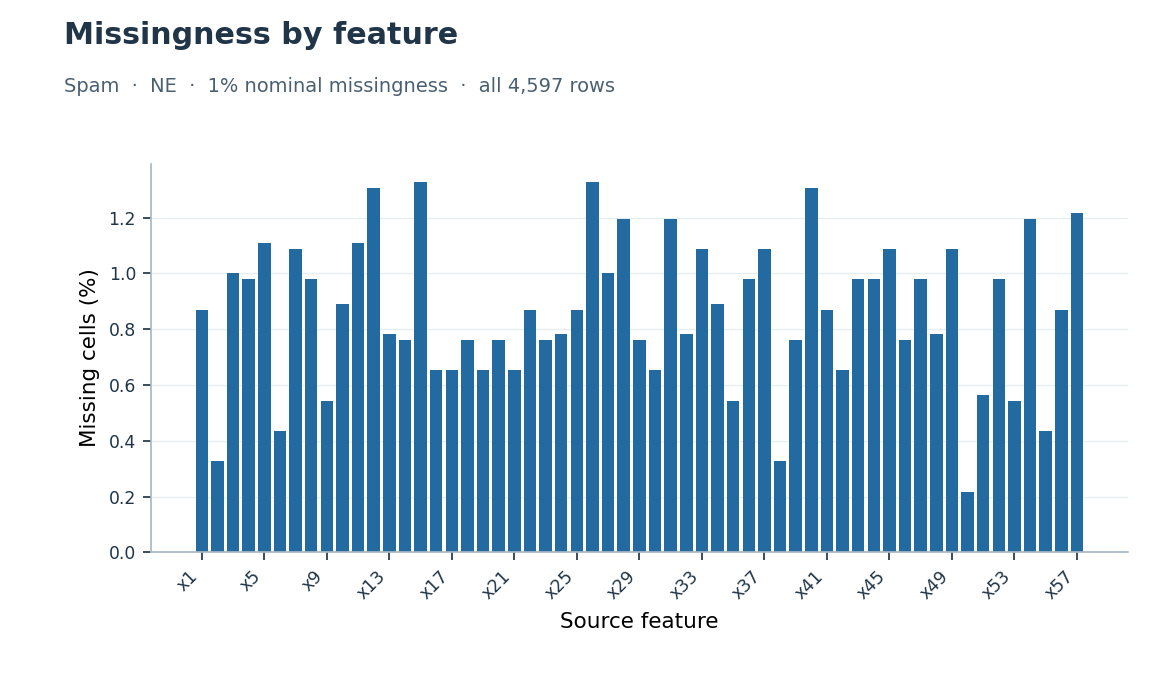 Missingness by feature
Spam · NE · 1% nominal missingness · all 4,597 rows
Missing cells (%)
1.2
1.0
0.8
0.6
0.4
0.2
0.0
x1 x5 x9 x13 x17 x21 x25 x29 x33 x37 x41 x45 x49 x53 x57
Source feature